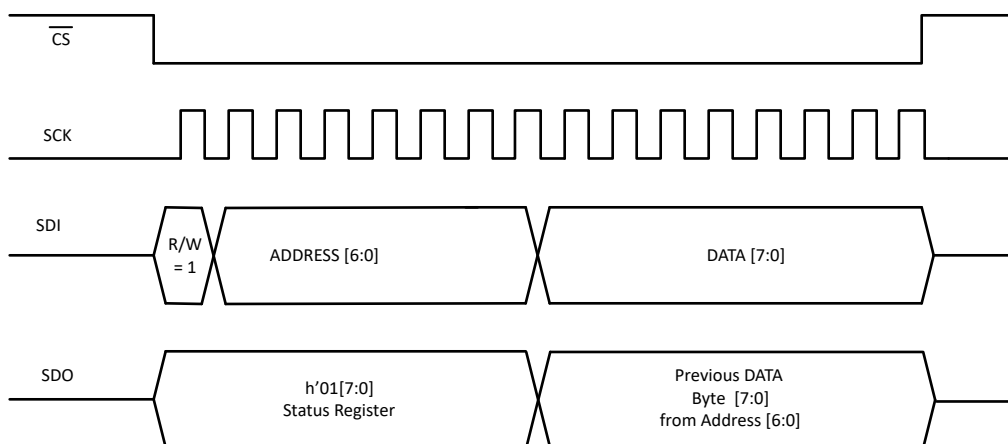 CS
SCK
SDI
R/W
= 1
ADDRESS [6:0]
DATA [7:0]
SDO
h'01[7:0]
Status Register
Previous DATA
Byte [7:0]
from Address [6:0]